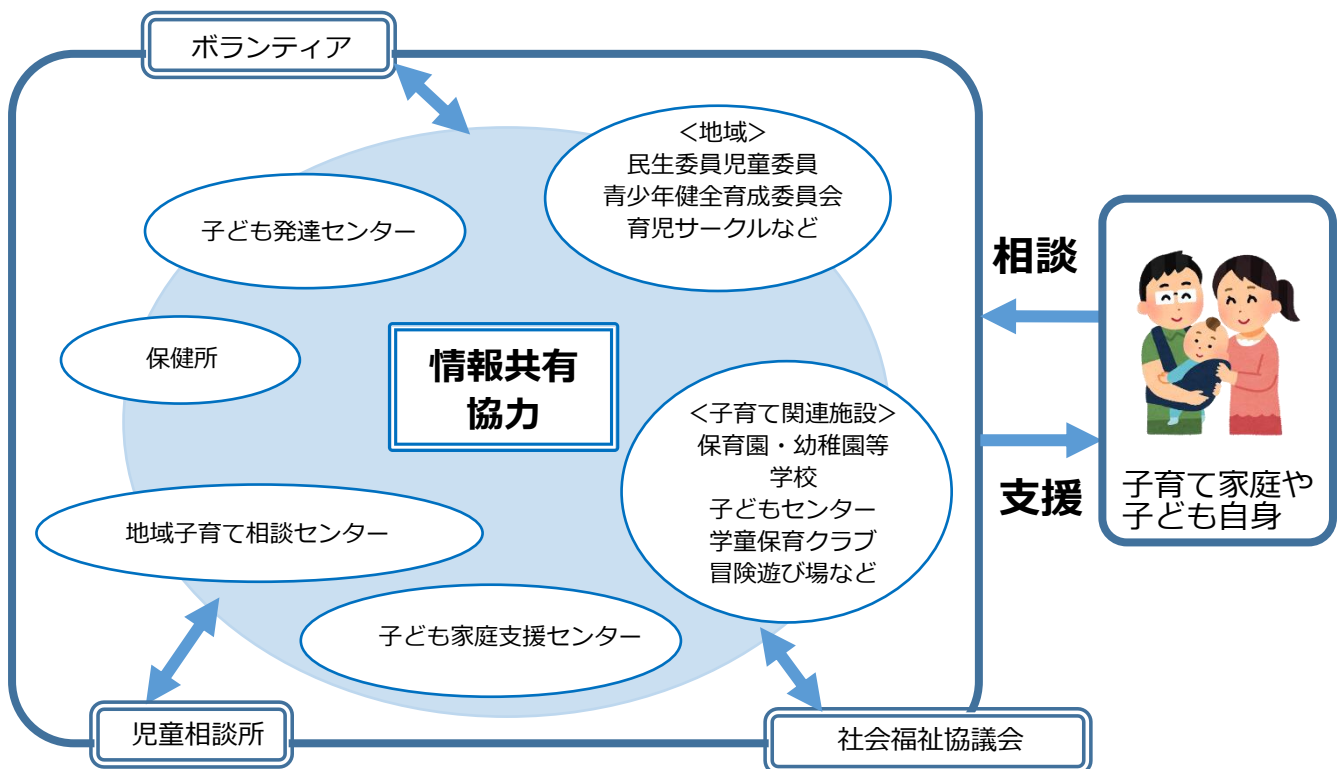 ボランティア
＜地域＞
民生委員児童委員
青少年健全育成委員会
育児サークルなど
子ども発達センター
相談
保健所
情報共有
協力
＜子育て関連施設＞
保育園・幼稚園等
学校
子どもセンター
学童保育クラブ
冒険遊び場など
支援
子育て家庭や
子ども自身
地域子育て相談センター
子ども家庭支援センター
児童相談所
社会福祉協議会